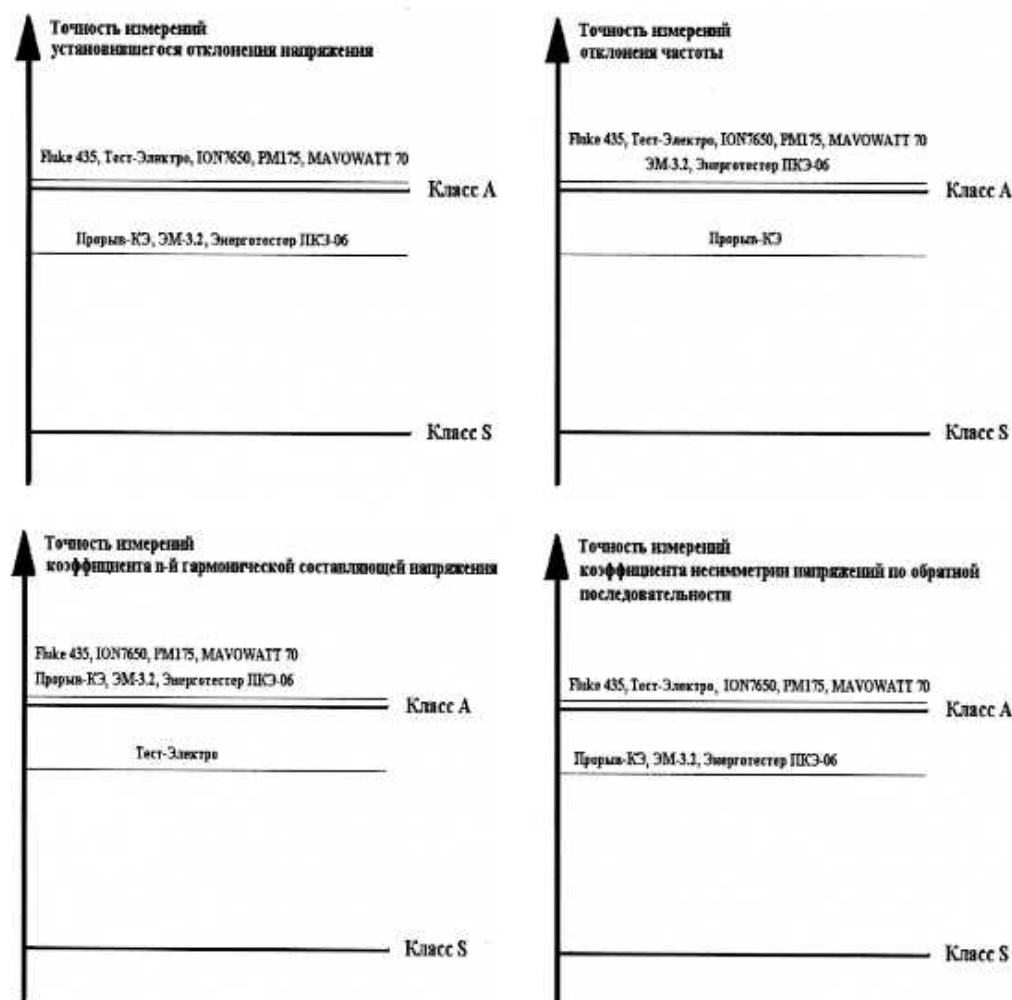 Точность измерений
установившегося отклонения напряжения
Fluke 435, Тест-Электро, ION7650, PM175, MAVOWATT 70
Класс A
Прорыв-КЭ, ЭМ-3.2, Энерготестер ПКЭ-06
Класс S
Точность измерений
отклоненя частоты
Fluke 435, Тест-Электро, ION7650, PM175, MAVOWATT 70
ЭМ-3.2, Энерготестер ПКЭ-06
Класс A
Прорыв-КЭ
Класс S
Точность измерений
коэффициента n-й гармонической составляющей напряжения
Fluke 435, ION7650, PM175, MAVOWATT 70
Прорыв-КЭ, ЭМ-3.2, Энерготестер ПКЭ-06
Класс A
Тест-Электро
Класс S
Точность измерений
коэффициента несимметрии напряжений по обратной
последовательности
Fluke 435, Тест-Электро, ION7650, PM175, MAVOWATT 70
Класс A
Прорыв-КЭ, ЭМ-3.2, Энерготестер ПКЭ-06
Класс S